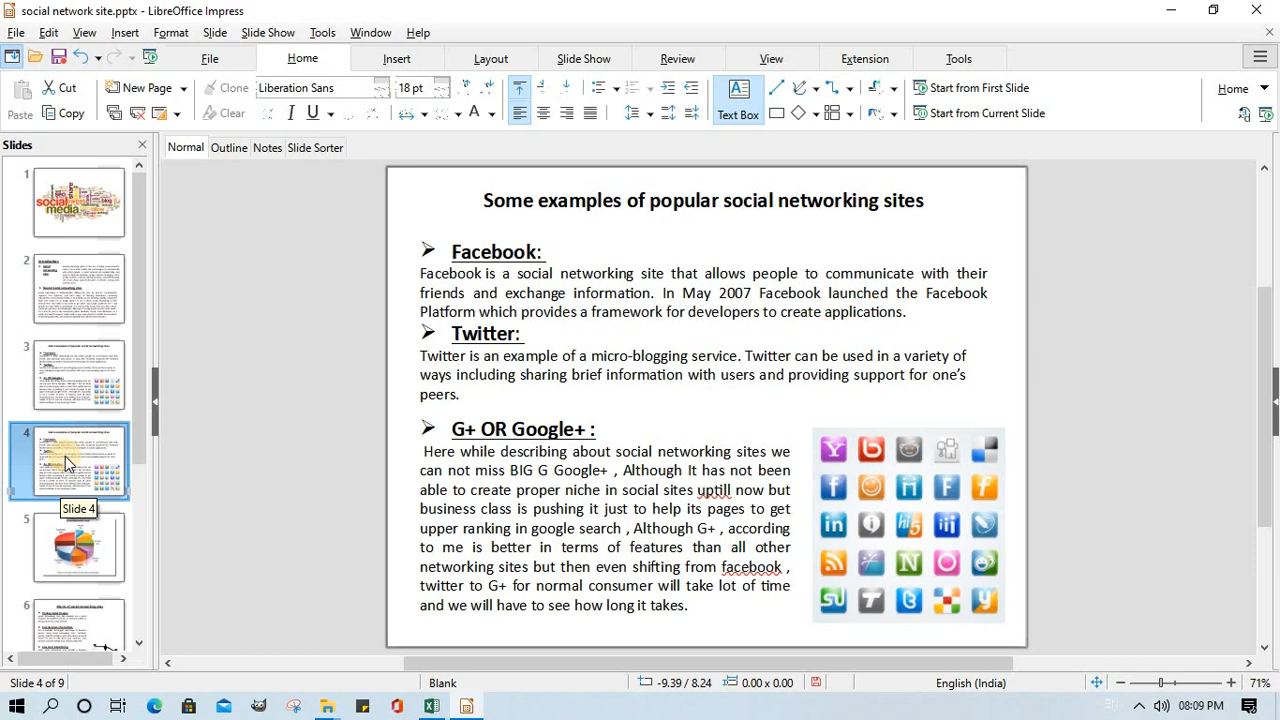 social network site.pptx - LibreOffice Impress
File Edit View Insert Format Slide Slide Show Tools Window Help
File Home Insert Layout Slide Show Review View Extension Tools
Paste Cut Copy New Page Clone Clear Liberation Sans 18 pt Text Box Start from First Slide Start from Current Slide Home
Slides
Normal Outline Notes Slide Sorter
1
2
3
4
Slide 4
5
6
Some examples of popular social networking sites
Facebook:
Facebook is a social networking site that allows people to communicate with their
friends and exchange information. In May 2007 Facebook launched the Facebook
Platform which provides a framework for developers to create applications.
Twitter:
Twitter is an example of a micro-blogging service. Twitter can be used in a variety of
ways including sharing brief information with users and providing support for one's
peers.
G+ OR Google+ :
Here while describing about social networking sites we
can not miss BIG G Google+ , Although It has not been
able to create proper niche in social sites uptill now but
business class is pushing it just to help its pages to get
upper ranking in google search , Although G+ , according
to me is better in terms of features than all other
networking sites but then even shifting from facebook ,
twitter to G+ for normal consumer will take lot of time
and we will have to see how long it takes.
Slide 4 of 9 Blank -9.39 / 8.24 0.00 x 0.00 English (India) 71%
08:09 PM